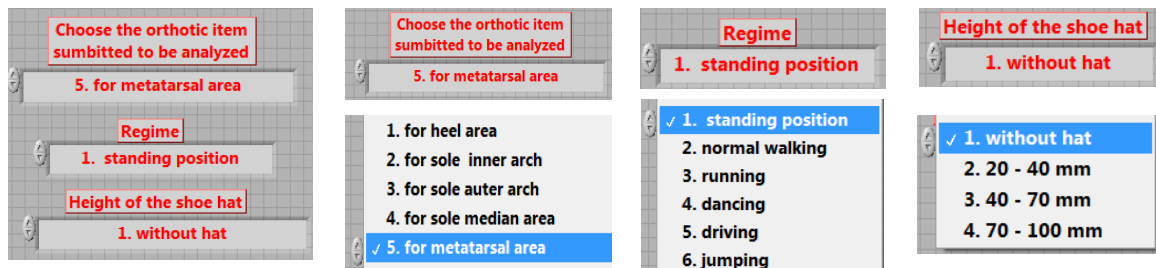 Choose the orthotic item
sumbitted to be analyzed
5. for metatarsal area
Regime
1. standing position
Height of the shoe hat
1. without hat
Choose the orthotic item
sumbitted to be analyzed
5. for metatarsal area
1. for heel area
2. for sole inner arch
3. for sole auter arch
4. for sole median area
✓ 5. for metatarsal area
Regime
1. standing position
✓ 1. standing position
2. normal walking
3. running
4. dancing
5. driving
6. jumping
Height of the shoe hat
1. without hat
✓ 1. without hat
2. 20 - 40 mm
3. 40 - 70 mm
4. 70 - 100 mm